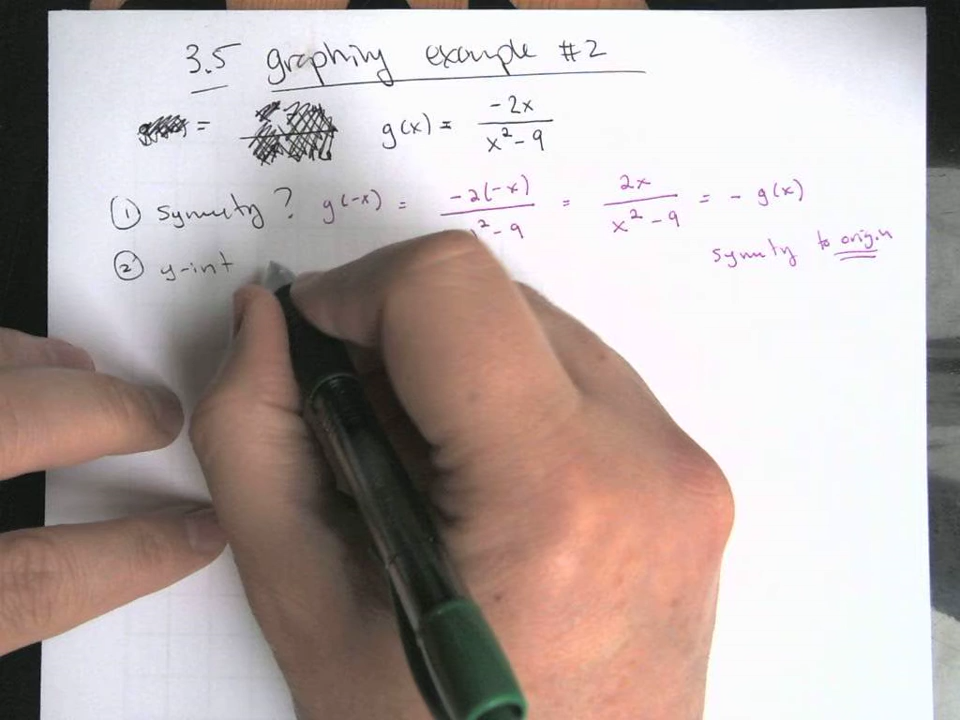 3.5 graphing example #2
= g(x) = -2x / x² - 9
① symmetry ? g(-x) = -2(-x) / ² - 9 = 2x / x² - 9 = - g(x)
symmetry to origin
② y-int